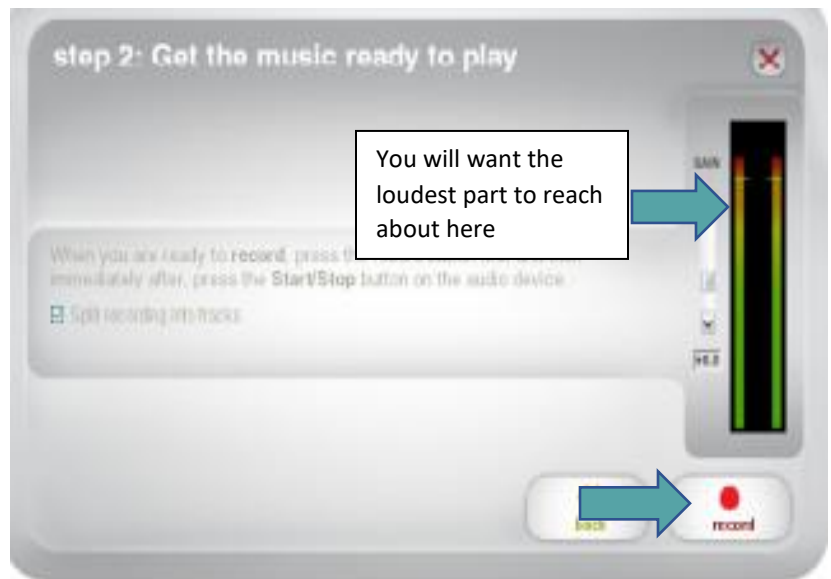 step 2: Get the music ready to play
You will want the
loudest part to reach
about here
GAIN
When you are ready to record, press the
immediately after, press the Start/Stop button on the audio device.
Split recording into tracks
back
record